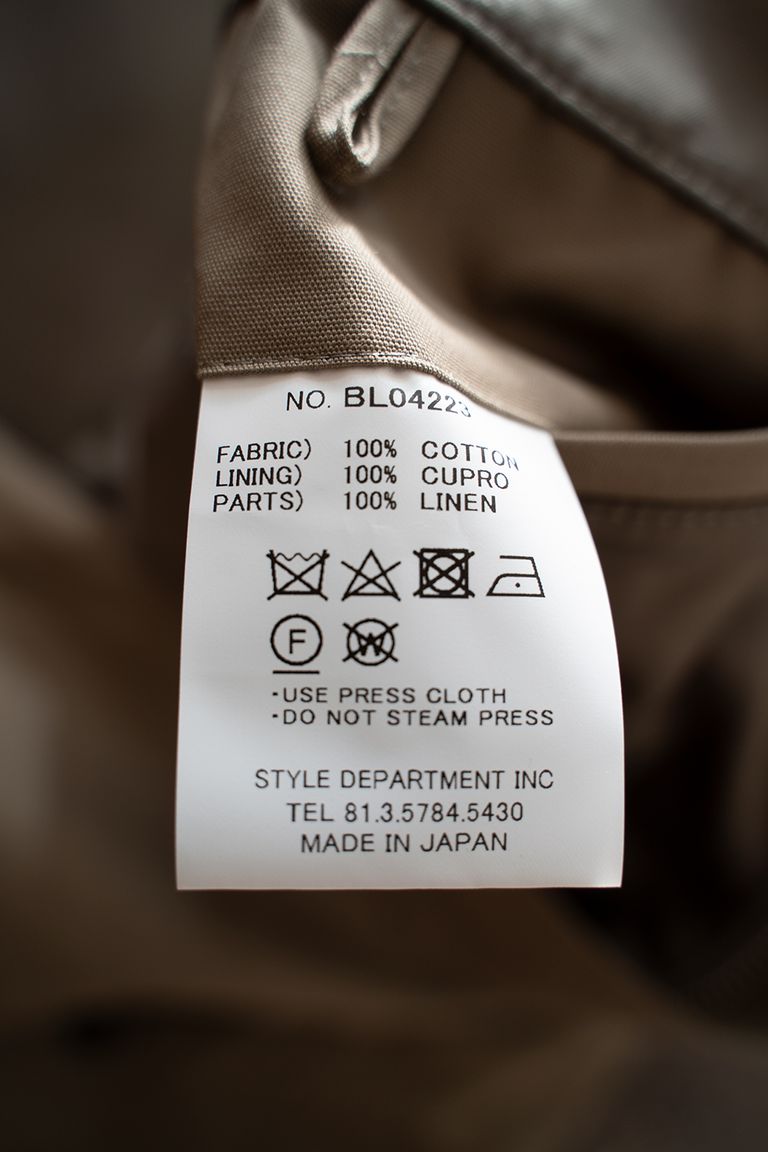 NO. BL04223
FABRIC) 100% COTTON
LINING) 100% CUPRO
PARTS) 100% LINEN
F W
·USE PRESS CLOTH
·DO NOT STEAM PRESS
STYLE DEPARTMENT INC
TEL 81.3.5784.5430
MADE IN JAPAN